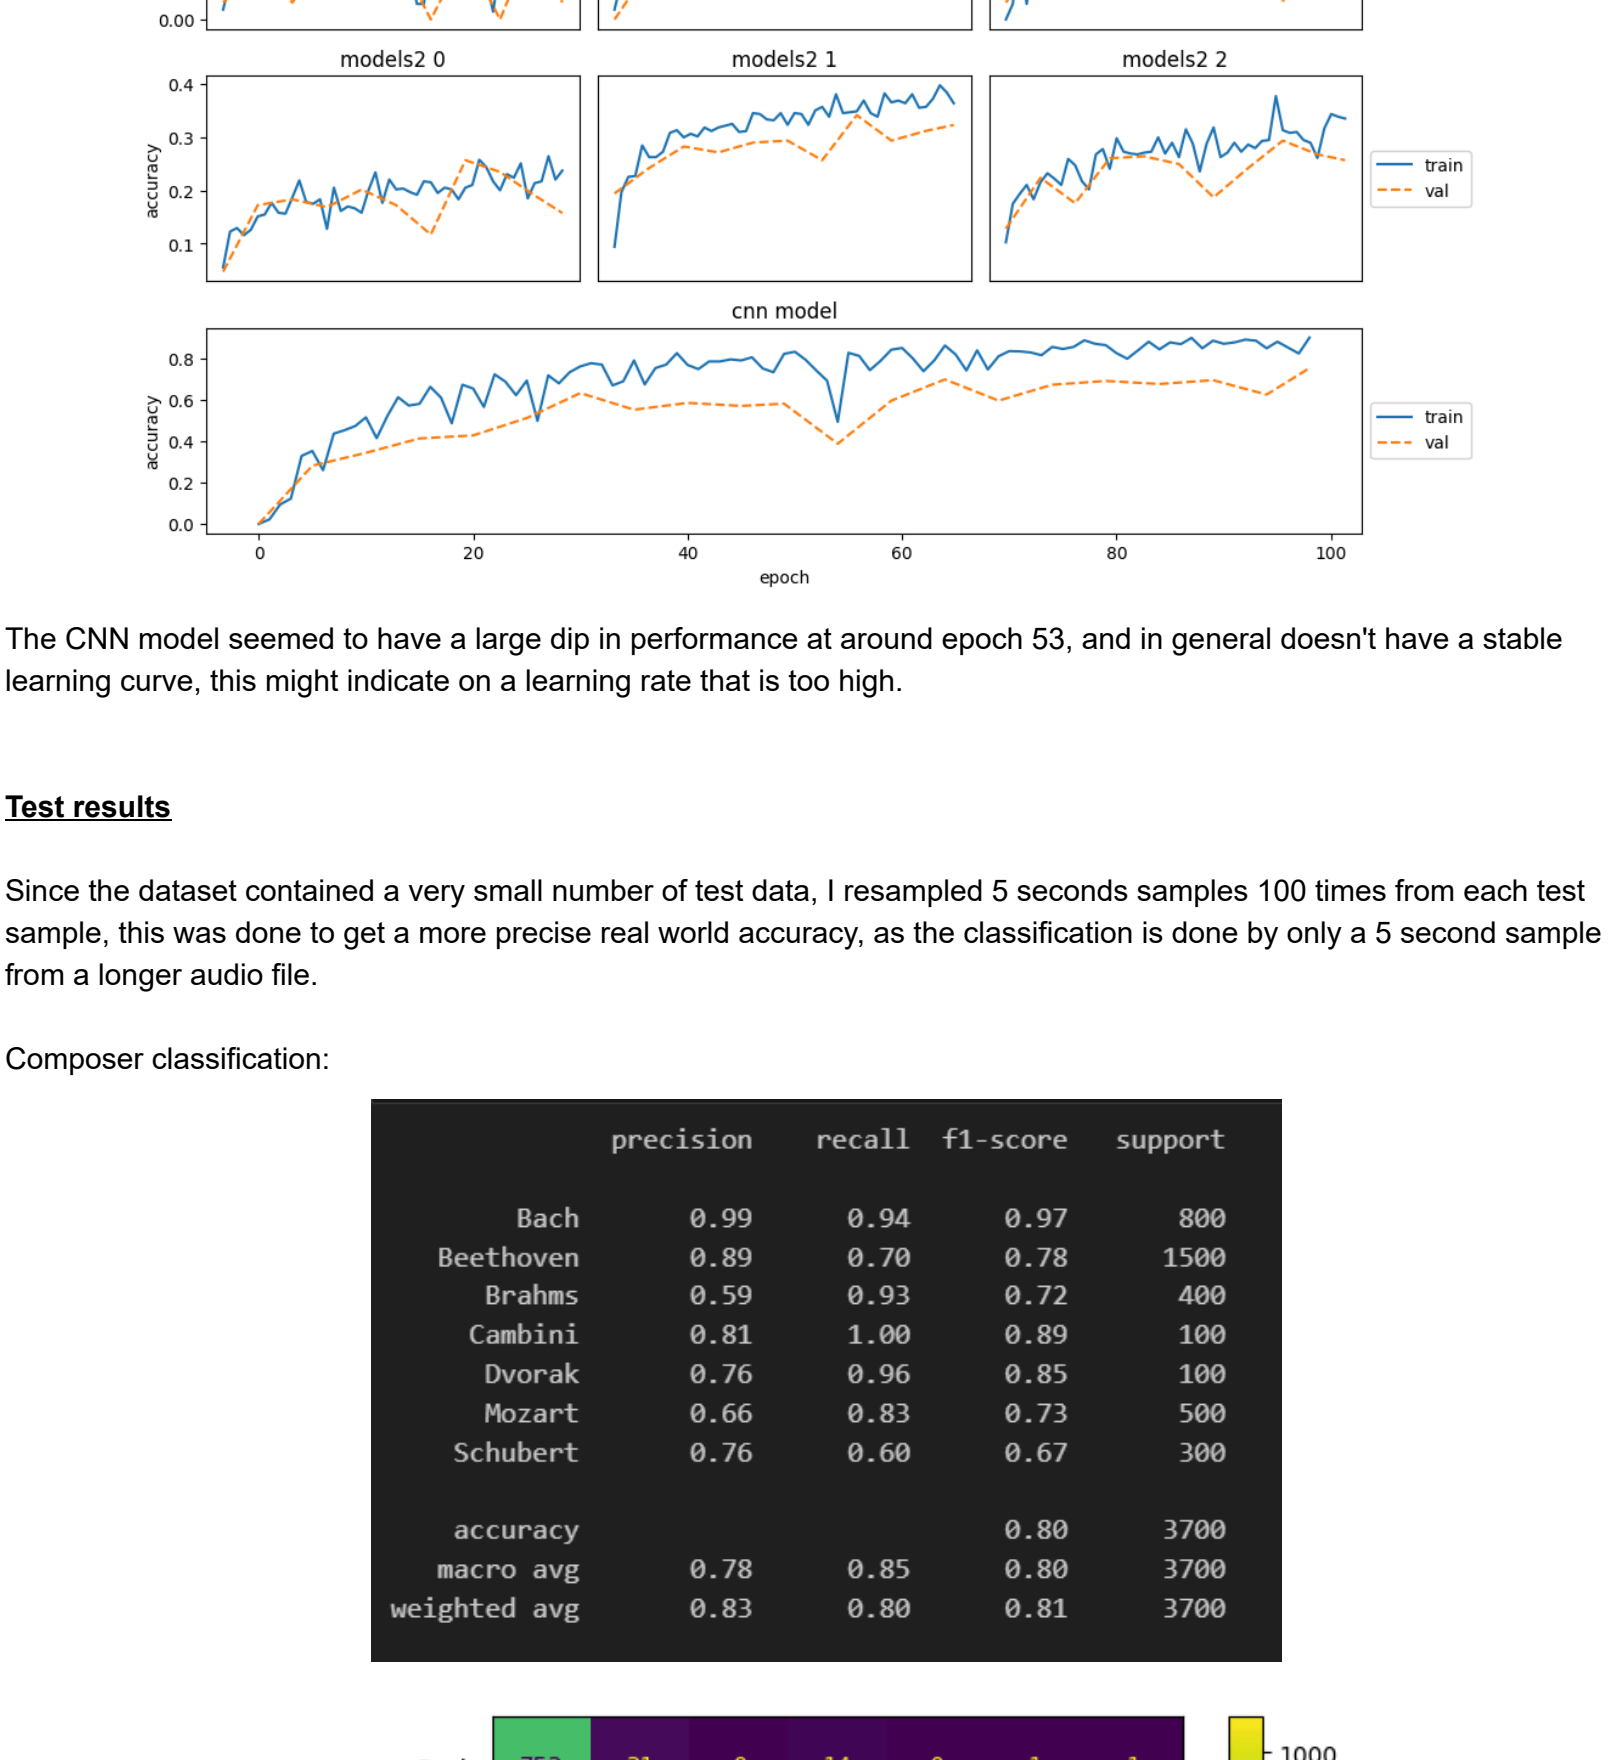 0.00
models2 0 models2 1 models2 2
0.4
0.3
0.2
0.1
accuracy
train
val
cnn model
0.8
0.6
0.4
0.2
0.0
accuracy
train
val
0 20 40 60 80 100
epoch
The CNN model seemed to have a large dip in performance at around epoch 53, and in general doesn't have a stable
learning curve, this might indicate on a learning rate that is too high.
Test results
Since the dataset contained a very small number of test data, I resampled 5 seconds samples 100 times from each test
sample, this was done to get a more precise real world accuracy, as the classification is done by only a 5 second sample
from a longer audio file.
Composer classification:
precision recall f1-score support
Bach 0.99 0.94 0.97 800
Beethoven 0.89 0.70 0.78 1500
Brahms 0.59 0.93 0.72 400
Cambini 0.81 1.00 0.89 100
Dvorak 0.76 0.96 0.85 100
Mozart 0.66 0.83 0.73 500
Schubert 0.76 0.60 0.67 300
accuracy 0.80 3700
macro avg 0.78 0.85 0.80 3700
weighted avg 0.83 0.80 0.81 3700
1000